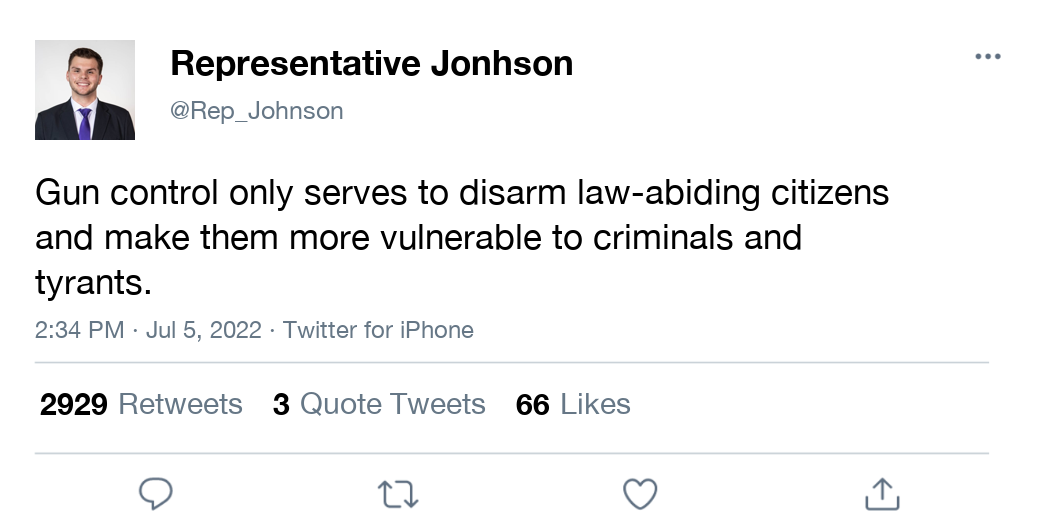 Representative Jonhson
@Rep_Johnson
Gun control only serves to disarm law-abiding citizens
and make them more vulnerable to criminals and
tyrants.
2:34 PM · Jul 5, 2022 · Twitter for iPhone
2929 Retweets 3 Quote Tweets 66 Likes